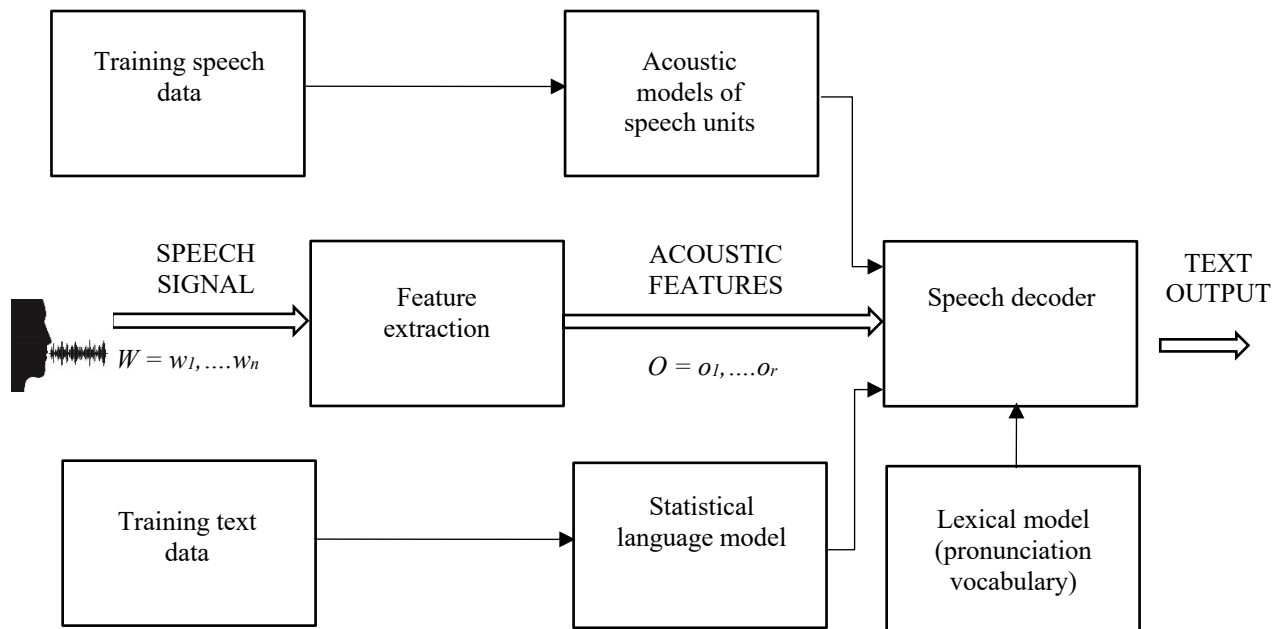 Training speech
data
Acoustic
models of
speech units
SPEECH
SIGNAL
W = w1,....wn
Feature
extraction
ACOUSTIC
FEATURES
O = o1,....or
Speech decoder
TEXT
OUTPUT
Training text
data
Statistical
language model
Lexical model
(pronunciation
vocabulary)